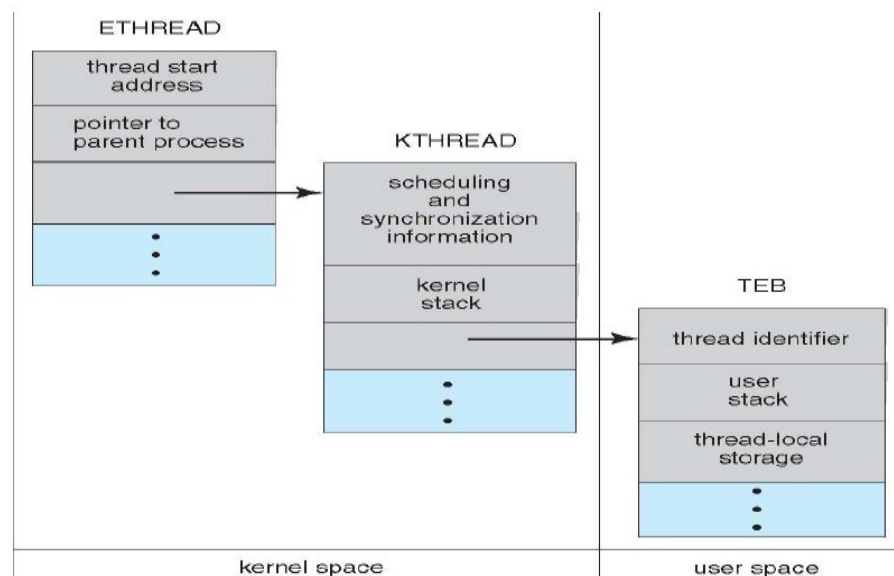 ETHREAD
thread start
address
pointer to
parent process
KTHREAD
scheduling
and
synchronization
information
kernel
stack
TEB
thread identifier
user
stack
thread-local
storage
kernel space
user space